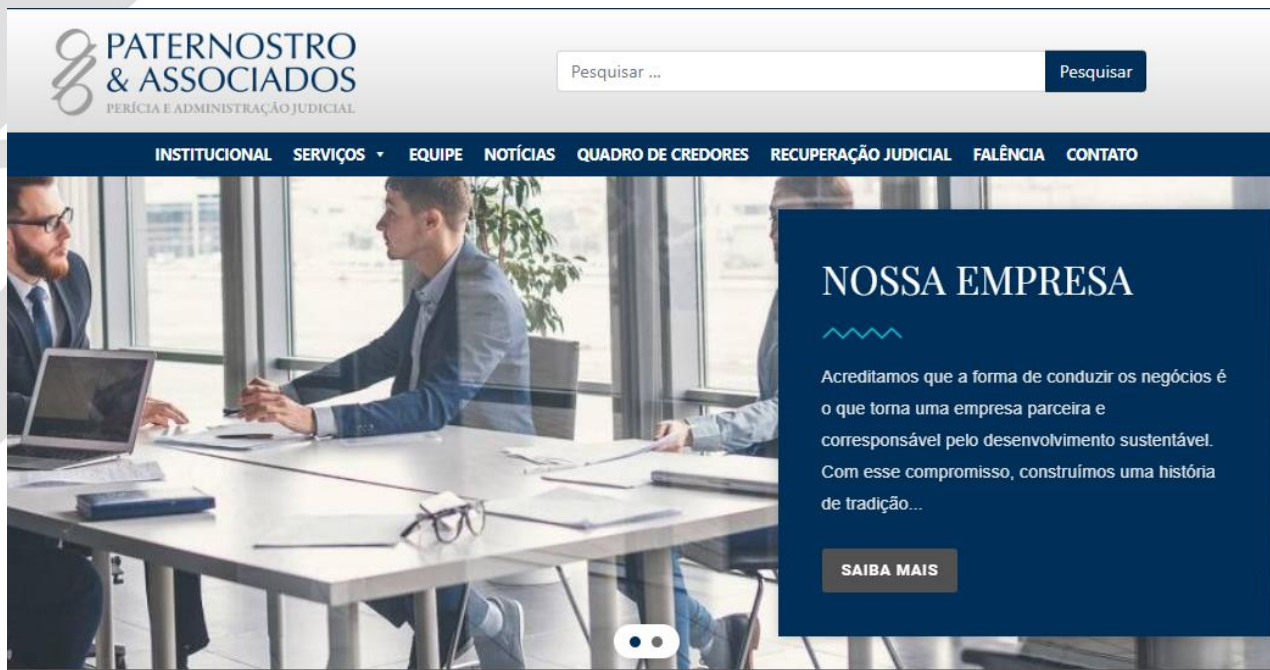 PATERNOSTRO
& ASSOCIADOS
PERÍCIA E ADMINISTRAÇÃO JUDICIAL
Pesquisar ...
Pesquisar
INSTITUCIONAL SERVIÇOS EQUIPE NOTÍCIAS QUADRO DE CREDORES RECUPERAÇÃO JUDICIAL FALÊNCIA CONTATO
NOSSA EMPRESA
Acreditamos que a forma de conduzir os negócios é
o que torna uma empresa parceira e
corresponsável pelo desenvolvimento sustentável.
Com esse compromisso, construímos uma história
de tradição...
SAIBA MAIS